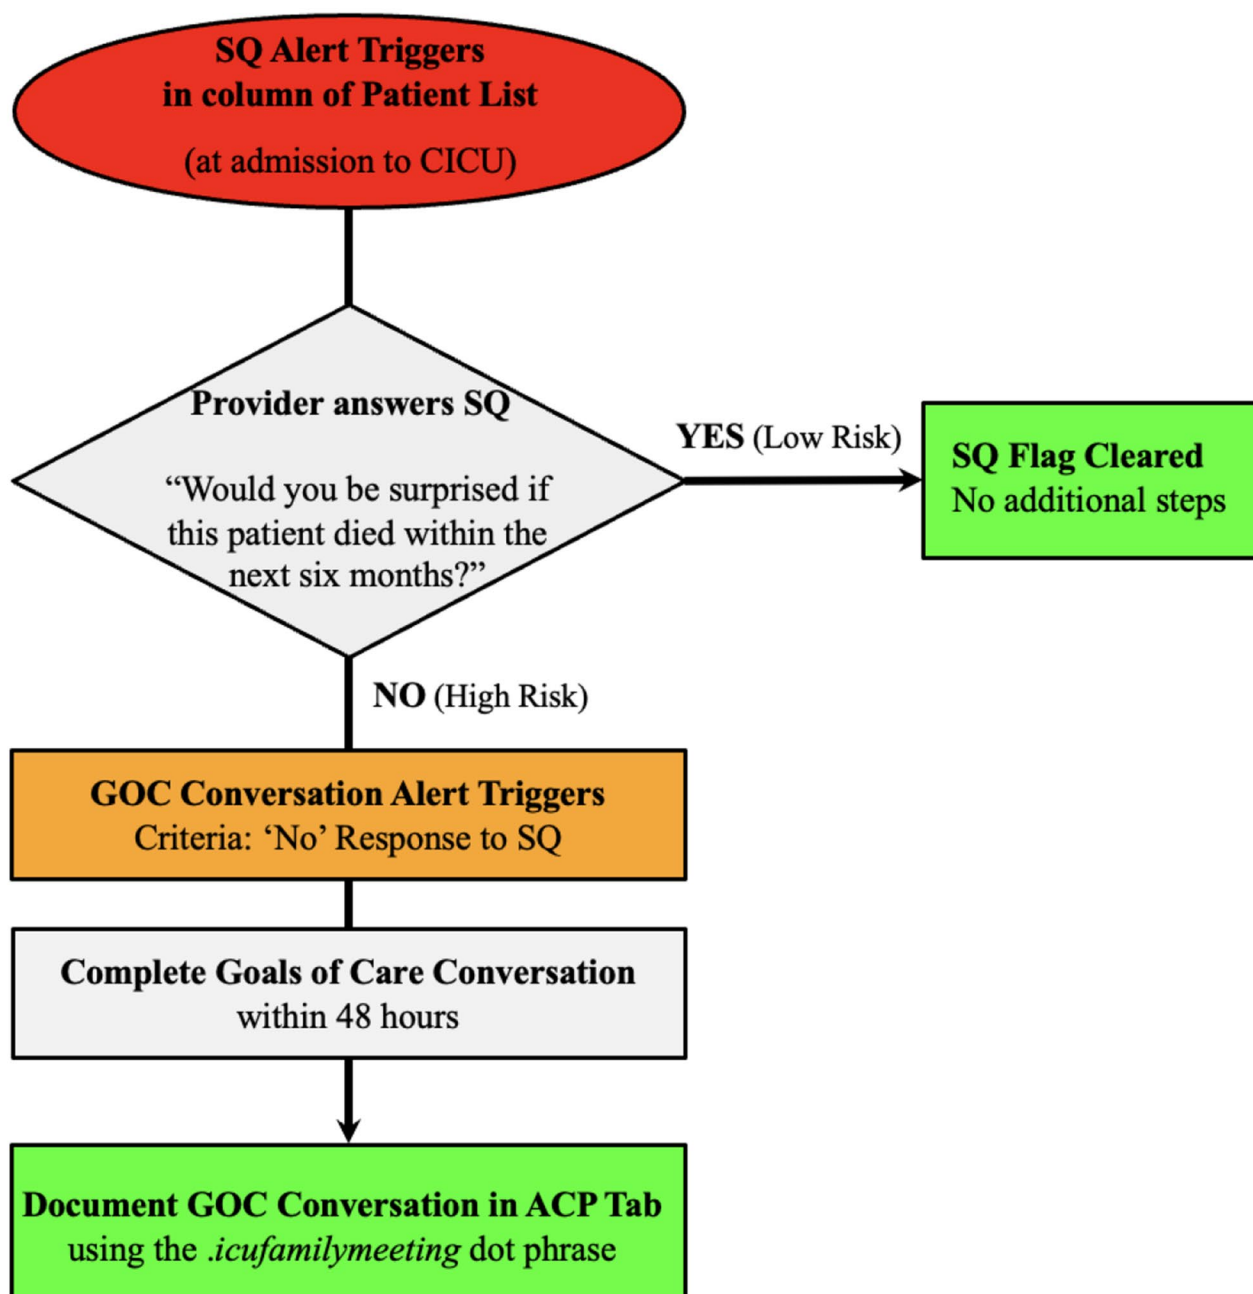 SQ Alert Triggers
in column of Patient List
(at admission to CICU)
Provider answers SQ
“Would you be surprised if
this patient died within the
next six months?”
YES (Low Risk)
SQ Flag Cleared
No additional steps
NO (High Risk)
GOC Conversation Alert Triggers
Criteria: ‘No’ Response to SQ
Complete Goals of Care Conversation
within 48 hours
Document GOC Conversation in ACP Tab
using the .icufamilymeeting dot phrase